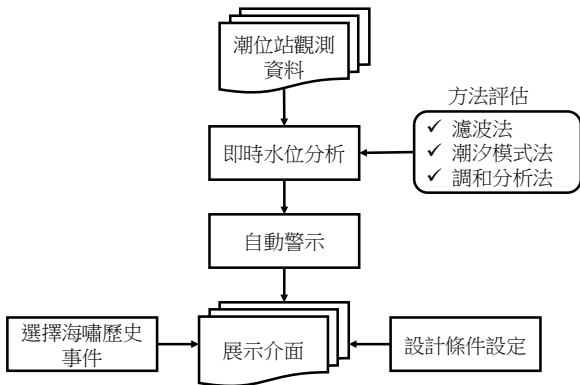 潮位站觀測
資料
方法評估
✓ 濾波法
✓ 潮汐模式法
✓ 調和分析法
即時水位分析
自動警示
選擇海嘯歷史
事件
展示介面
設計條件設定